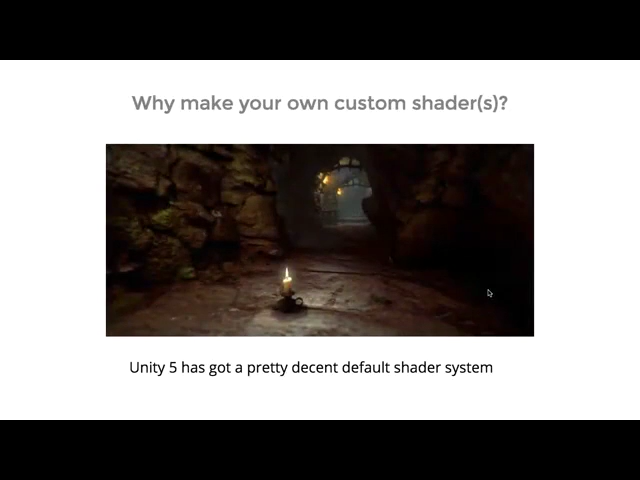 Why make your own custom shader(s)?
Unity 5 has got a pretty decent default shader system